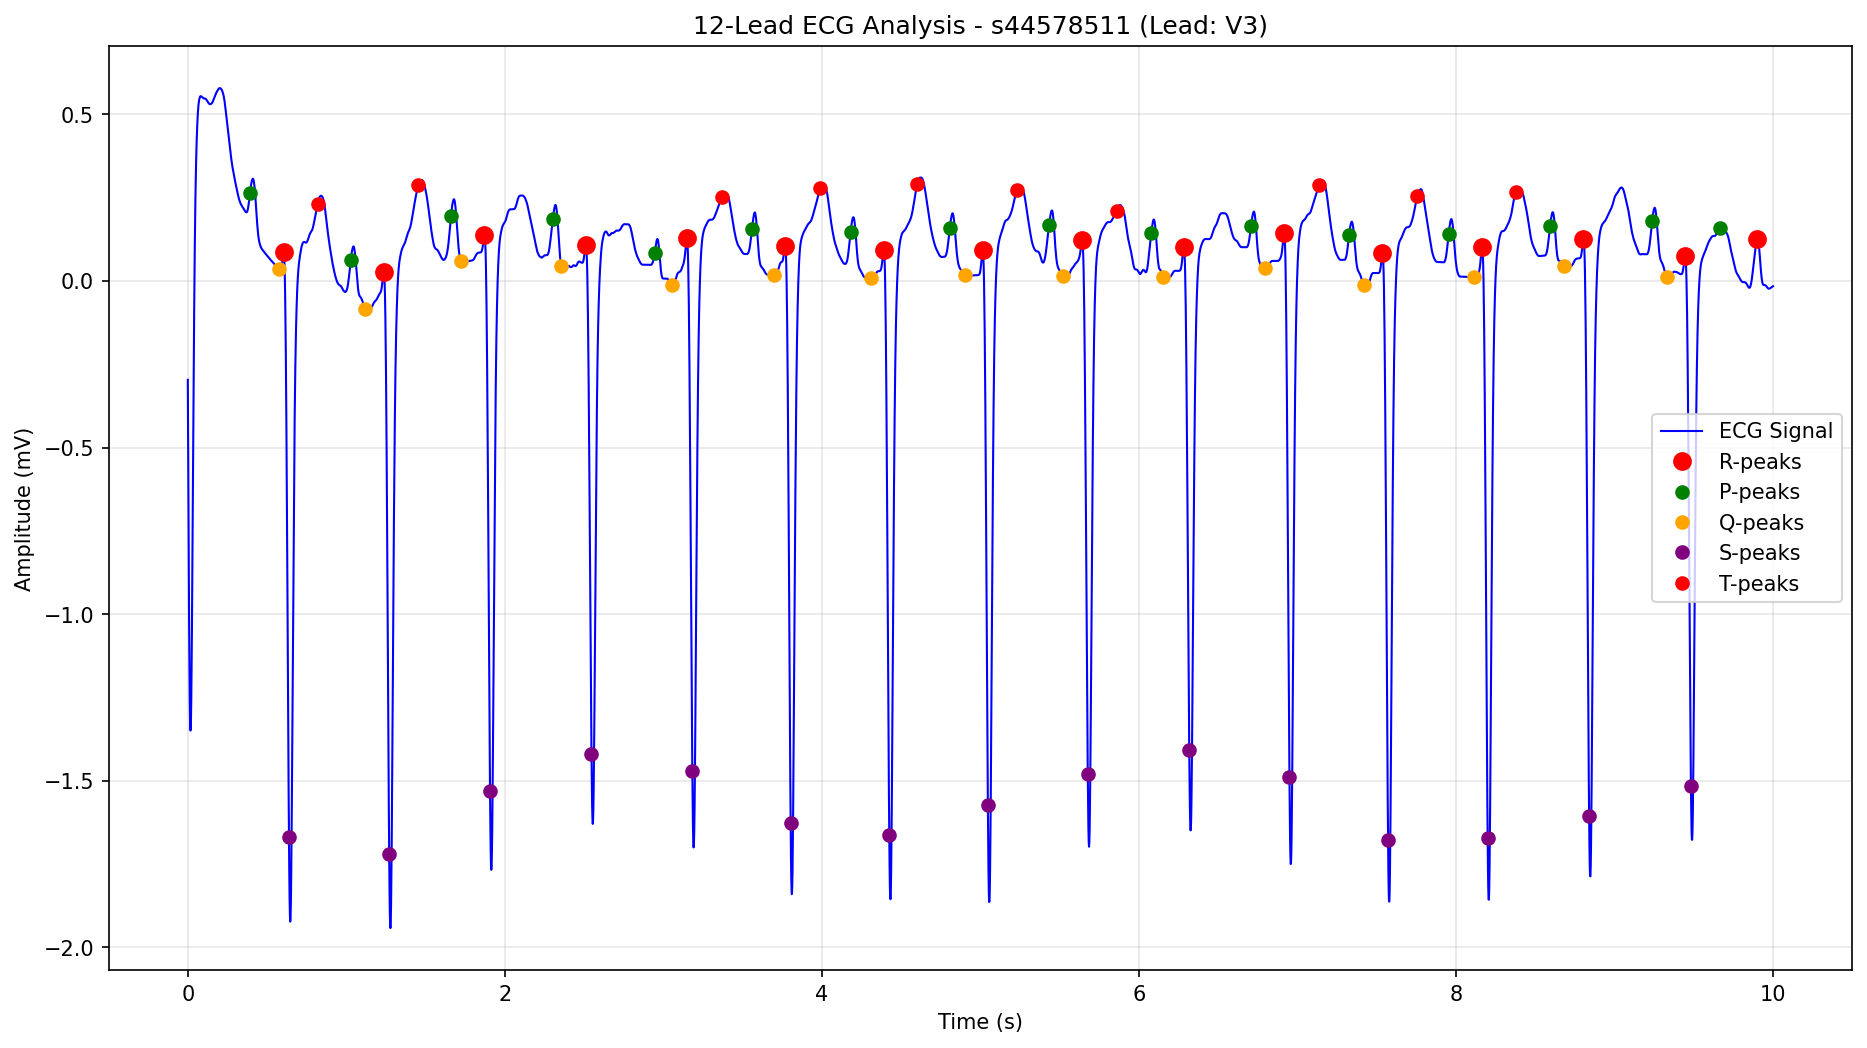 12-Lead ECG Analysis - s44578511 (Lead: V3)
Amplitude (mV)
0.5
0.0
−0.5
−1.0
−1.5
−2.0
ECG Signal
R-peaks
P-peaks
Q-peaks
S-peaks
T-peaks
0 2 4 6 8 10
Time (s)